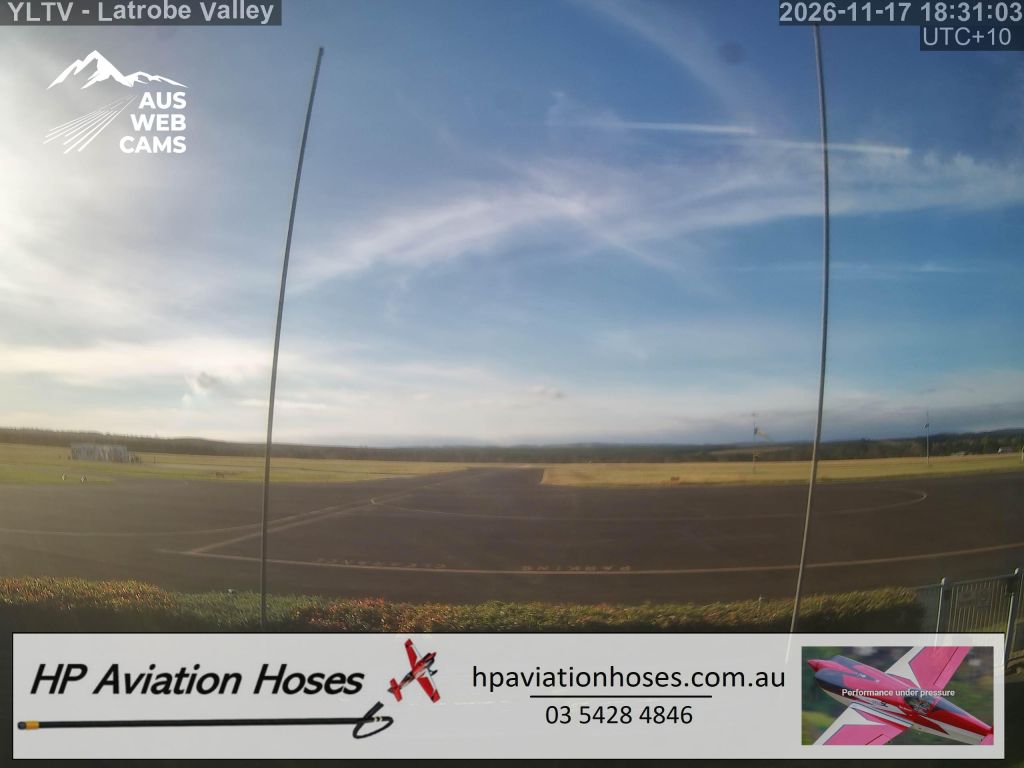 YLTV - Latrobe Valley
2026-11-17 18:31:03
UTC+10
AUS
WEB
CAMS
PARKING
HP Aviation Hoses
hpaviationhoses.com.au
03 5428 4846
Performance under pressure